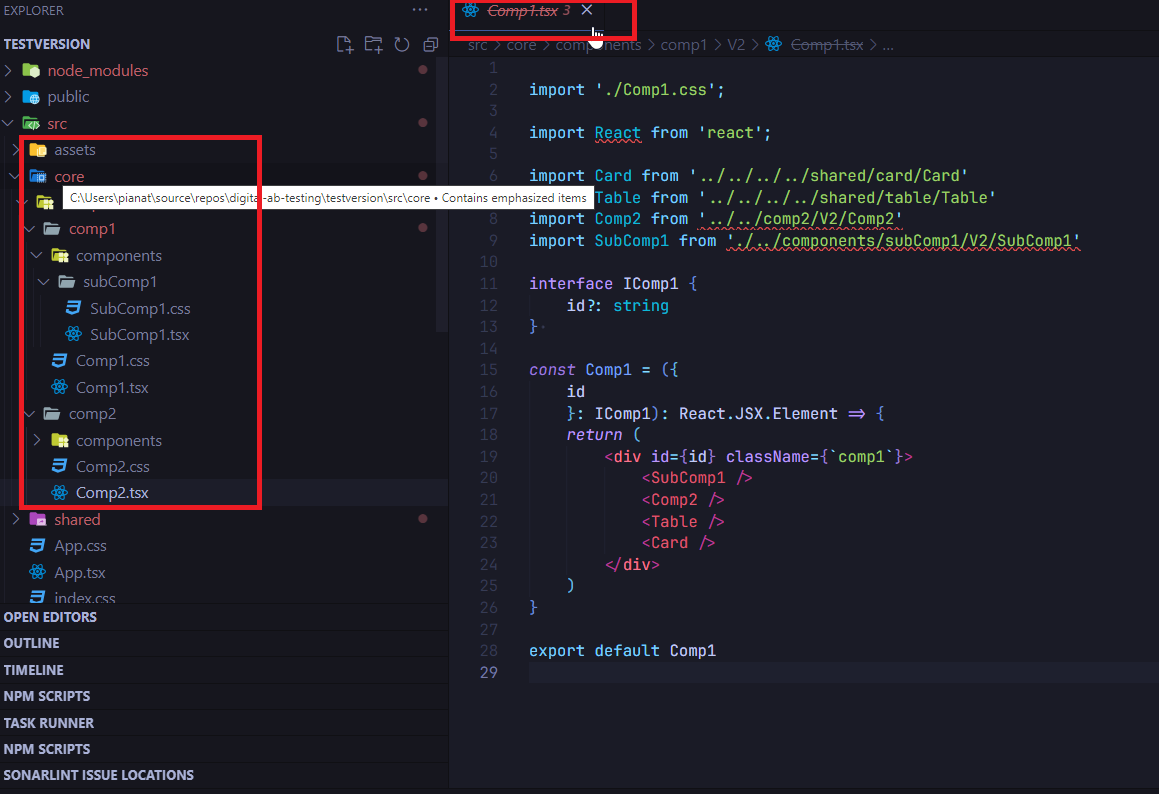 EXPLORER
···
TESTVERSION
node_modules
public
src
assets
core
C:\Users\pianat\source\repos\digital-ab-testing\testversion\src\core • Contains emphasized items
comp1
components
subComp1
SubComp1.css
SubComp1.tsx
Comp1.css
Comp1.tsx
comp2
components
Comp2.css
Comp2.tsx
shared
App.css
App.tsx
index.css
OPEN EDITORS
OUTLINE
TIMELINE
NPM SCRIPTS
TASK RUNNER
NPM SCRIPTS
SONARLINT ISSUE LOCATIONS
Comp1.tsx 3
src > core > components > comp1 > V2 > Comp1.tsx > ...
1
2 import './Comp1.css';
3
4 import React from 'react';
5
6 import Card from '../../../../shared/card/Card'
Table from '../../../../shared/table/Table'
8 import Comp2 from '../../comp2/V2/Comp2'
9 import SubComp1 from './../components/subComp1/V2/SubComp1'
10
11 interface IComp1 {
12 id?: string
13 }
14
15 const Comp1 = ({
16 id
17 }: IComp1): React.JSX.Element => {
18 return (
19 <div id={id} className={`comp1`}>
20 <SubComp1 />
21 <Comp2 />
22 <Table />
23 <Card />
24 </div>
25 )
26 }
27
28 export default Comp1
29